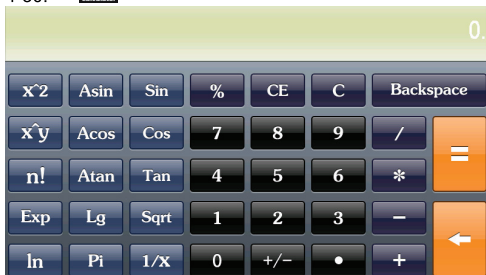 0.
x^2 Asin Sin % CE C Backspace
x^y Acos Cos 7 8 9 / =
n! Atan Tan 4 5 6 *
Exp Lg Sqrt 1 2 3 −
ln Pi 1/x 0 +/− • +